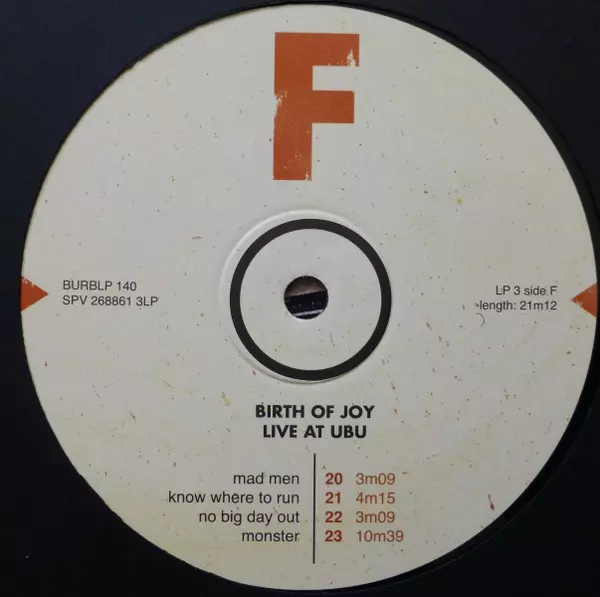 F
BURBLP 140
SPV 268861 3LP
LP 3 side F
length: 21m12
BIRTH OF JOY
LIVE AT UBU
mad men 20 3m09
know where to run 21 4m15
no big day out 22 3m09
monster 23 10m39